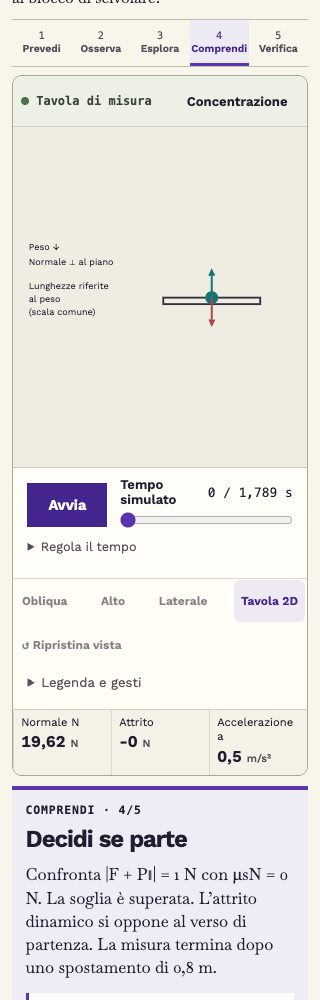 al blocco di scivolare.
1 2 3 4 5
Prevedi Osserva Esplora Comprendi Verifica
Tavola di misura Concentrazione
Peso ↓
Normale ⊥ al piano
Lunghezze riferite
al peso
(scala comune)
Avvia
Tempo
simulato
0 / 1,789 s
▶ Regola il tempo
Obliqua Alto Laterale Tavola 2D
↺ Ripristina vista
▶ Legenda e gesti
Normale N
19,62 N
Attrito
-0 N
Accelerazione
a
0,5 m/s²
COMPRENDI · 4/5
Decidi se parte
Confronta |F + P∥| = 1 N con μsN = 0
N. La soglia è superata. L'attrito
dinamico si oppone al verso di
partenza. La misura termina dopo
uno spostamento di 0,8 m.